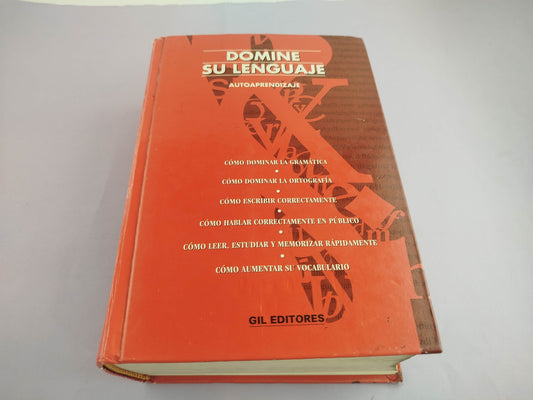 DOMINE
SU LENGUAJE
AUTOAPRENDIZAJE
CÓMO DOMINAR LA GRAMÁTICA
•
CÓMO DOMINAR LA ORTOGRAFÍA
•
CÓMO ESCRIBIR CORRECTAMENTE
•
CÓMO HABLAR CORRECTAMENTE EN PÚBLICO
•
CÓMO LEER, ESTUDIAR Y MEMORIZAR RÁPIDAMENTE
•
CÓMO AUMENTAR SU VOCABULARIO
GIL EDITORES